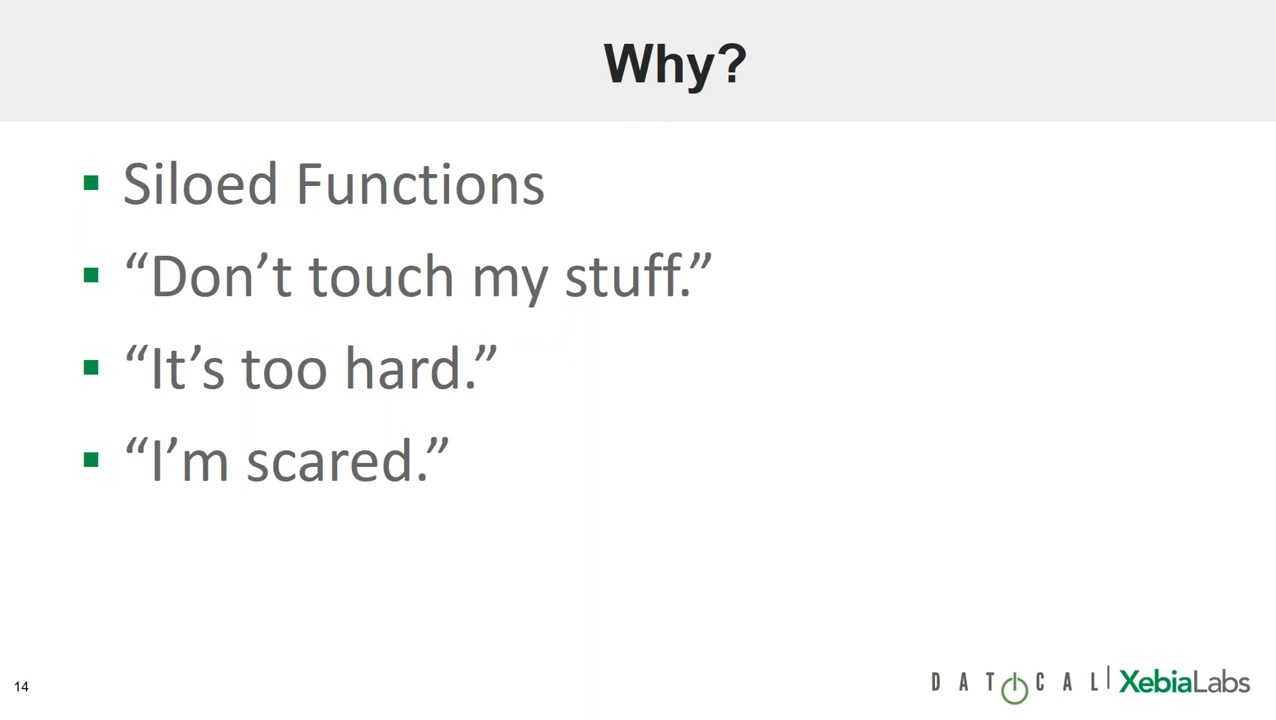 Why?
Siloed Functions
“Don’t touch my stuff.”
“It’s too hard.”
“I’m scared.”
14
DATICAL | XebiaLabs